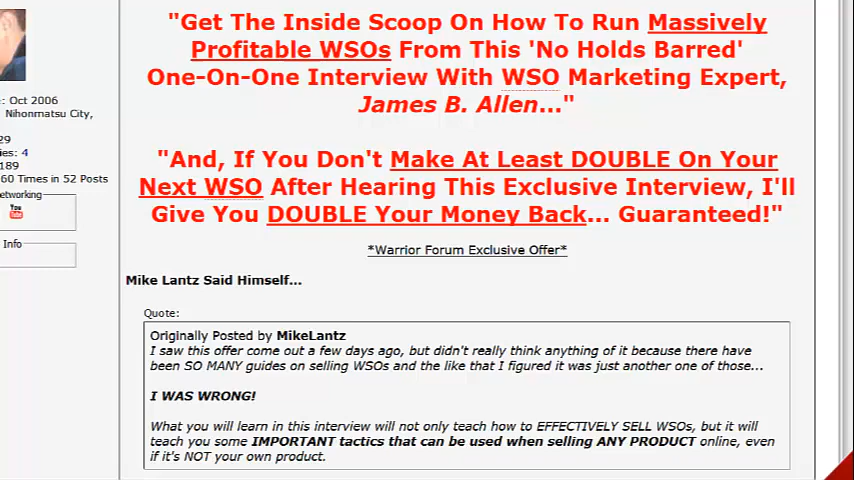 "Get The Inside Scoop On How To Run Massively
Profitable WSOs From This 'No Holds Barred'
One-On-One Interview With WSO Marketing Expert,
James B. Allen..."
"And, If You Don't Make At Least DOUBLE On Your
Next WSO After Hearing This Exclusive Interview, I'll
Give You DOUBLE Your Money Back... Guaranteed!"
*Warrior Forum Exclusive Offer*
Mike Lantz Said Himself...
Quote:
Originally Posted by MikeLantz
I saw this offer come out a few days ago, but didn't really think anything of it because there have
been SO MANY guides on selling WSOs and the like that I figured it was just another one of those...
I WAS WRONG!
What you will learn in this interview will not only teach how to EFFECTIVELY SELL WSOs, but it will
teach you some IMPORTANT tactics that can be used when selling ANY PRODUCT online, even
if it's NOT your own product.
: Oct 2006
Nihonmatsu City,
29
es: 4
189
60 Times in 52 Posts
etworking
You
Info